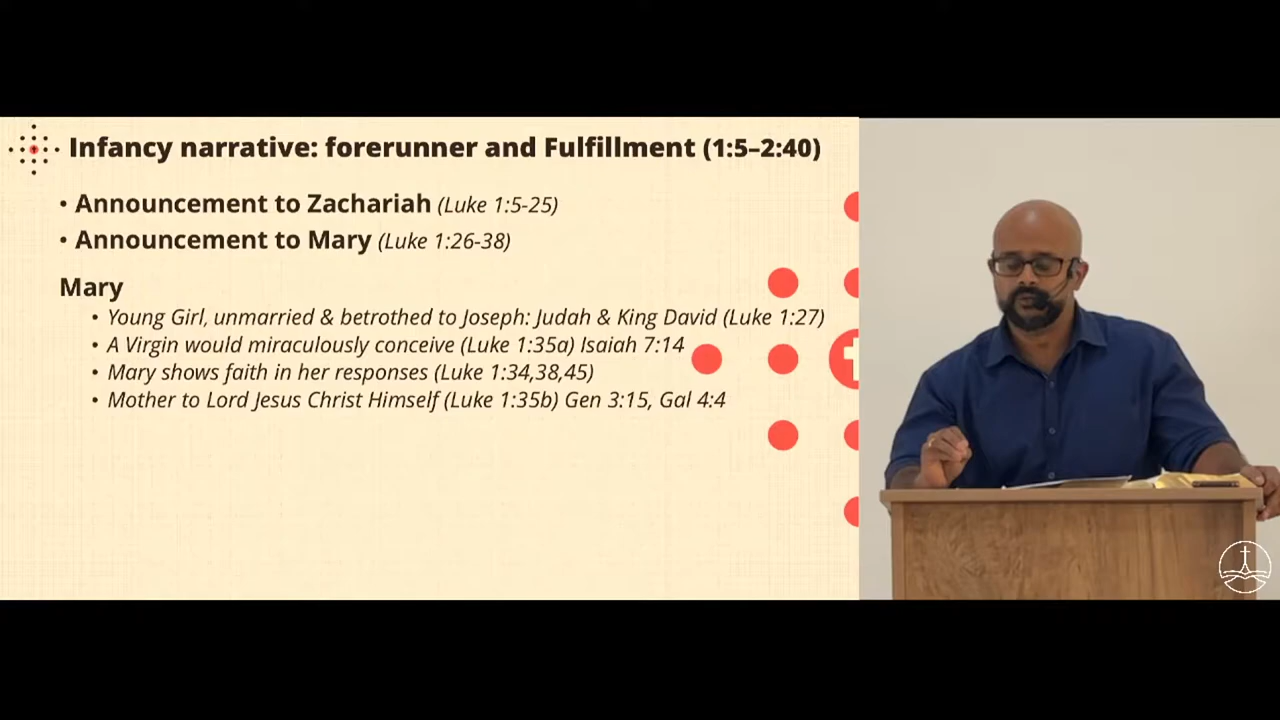 Infancy narrative: forerunner and Fulfillment (1:5–2:40)
• Announcement to Zachariah (Luke 1:5-25)
• Announcement to Mary (Luke 1:26-38)
Mary
• Young Girl, unmarried & betrothed to Joseph: Judah & King David (Luke 1:27)
• A Virgin would miraculously conceive (Luke 1:35a) Isaiah 7:14
• Mary shows faith in her responses (Luke 1:34,38,45)
• Mother to Lord Jesus Christ Himself (Luke 1:35b) Gen 3:15, Gal 4:4